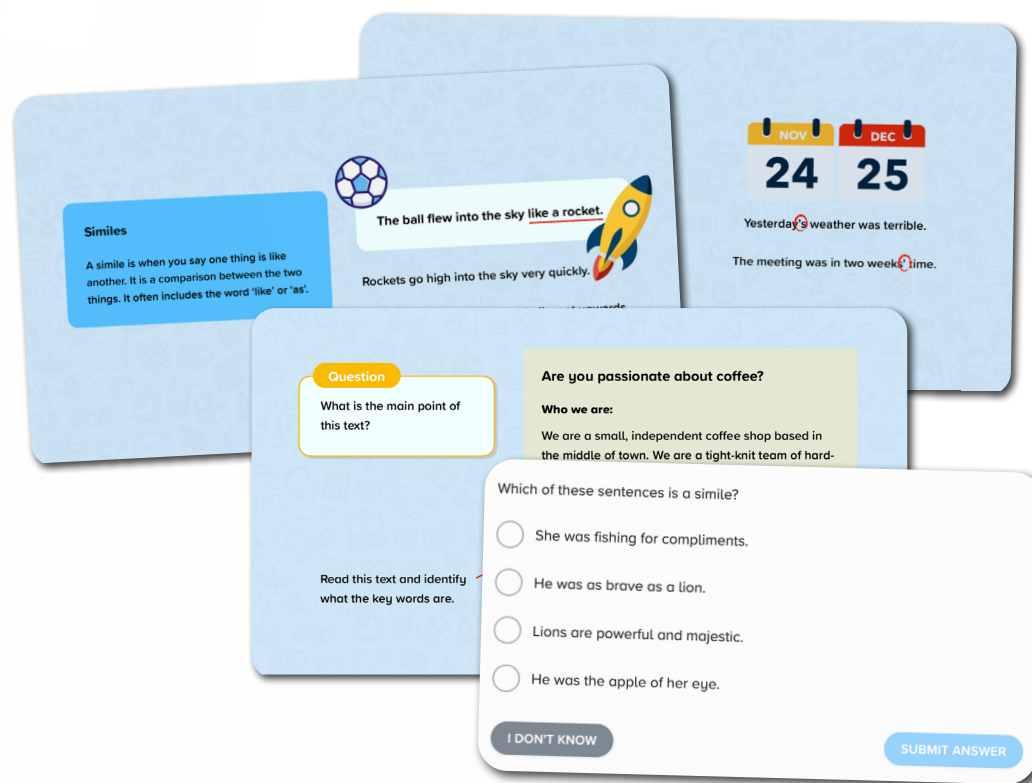 NOV
DEC
24
25
Yesterday's weather was terrible.
The meeting was in two weeks' time.
Similes
A simile is when you say one thing is like
another. It is a comparison between the two
things. It often includes the word 'like' or 'as'.
The ball flew into the sky like a rocket.
Rockets go high into the sky very quickly.
Question
What is the main point of
this text?
Read this text and identify
what the key words are.
Are you passionate about coffee?
Who we are:
We are a small, independent coffee shop based in
the middle of town. We are a tight-knit team of hard-
Which of these sentences is a simile?
She was fishing for compliments.
He was as brave as a lion.
Lions are powerful and majestic.
He was the apple of her eye.
I DON'T KNOW
SUBMIT ANSWER